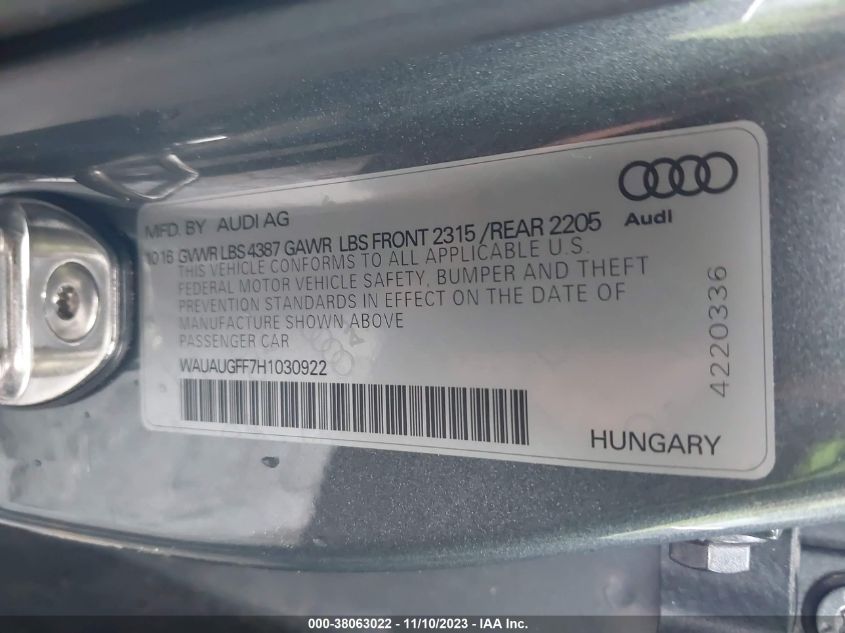 MFD. BY AUDI AG
10 16 GVWR LBS 4387 GAWR LBS FRONT 2315 / REAR 2205
THIS VEHICLE CONFORMS TO ALL APPLICABLE U.S.
FEDERAL MOTOR VEHICLE SAFETY, BUMPER AND THEFT
PREVENTION STANDARDS IN EFFECT ON THE DATE OF
MANUFACTURE SHOWN ABOVE
PASSENGER CAR
WAUAUGFF7H1030922
Audi
4220336
HUNGARY
000-38063022 - 11/10/2023 - IAA Inc.